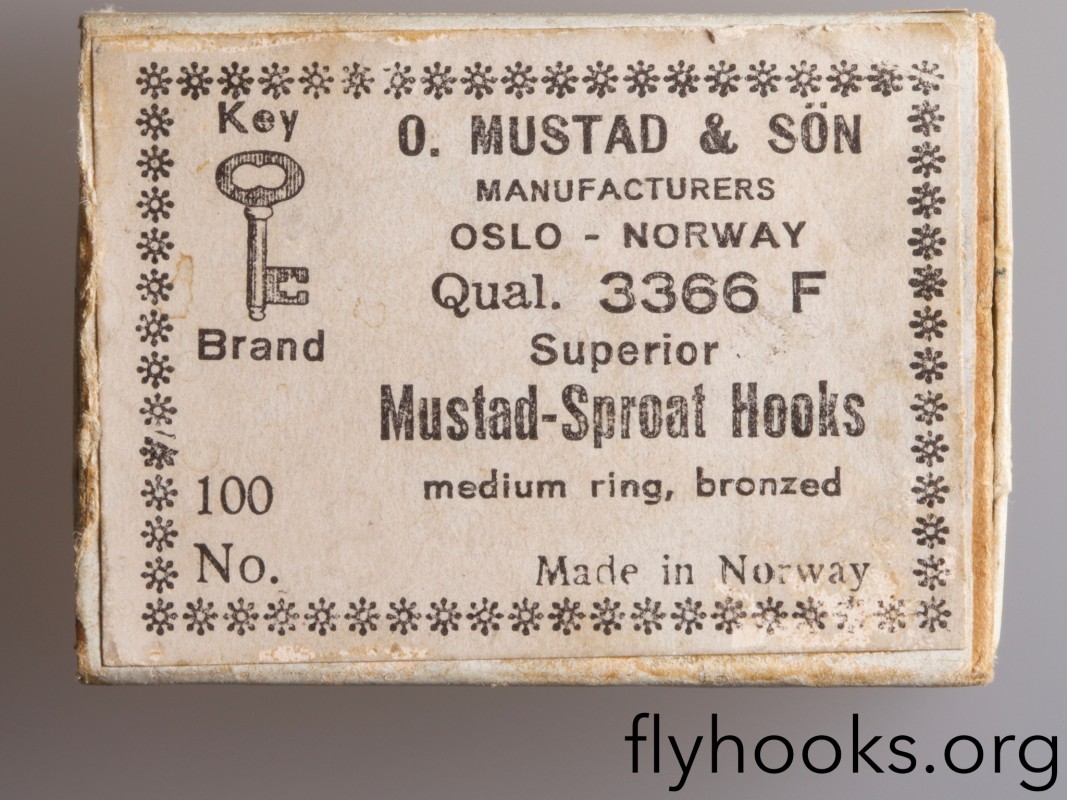 Key
Brand
O. MUSTAD & SÖN
MANUFACTURERS
OSLO - NORWAY
Qual. 3366 F
Superior
Mustad-Sproat Hooks
medium ring, bronzed
100
No.
Made in Norway
flyhooks.org